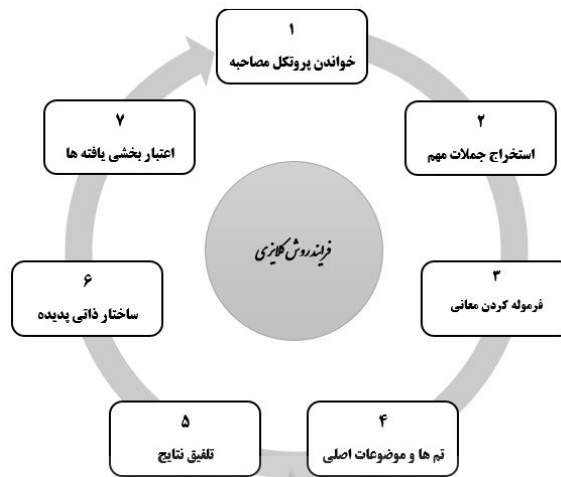 ۱
خواندن پروتکل مصاحبه
۲
استخراج جملات مهم
۳
فرموله کردن معانی
۴
تم ها و موضوعات اصلی
۵
تلفیق نتایج
۶
ساختار ذاتی پدیده
۷
اعتبار بخشی یافته ها
فرایند روش کلایزی